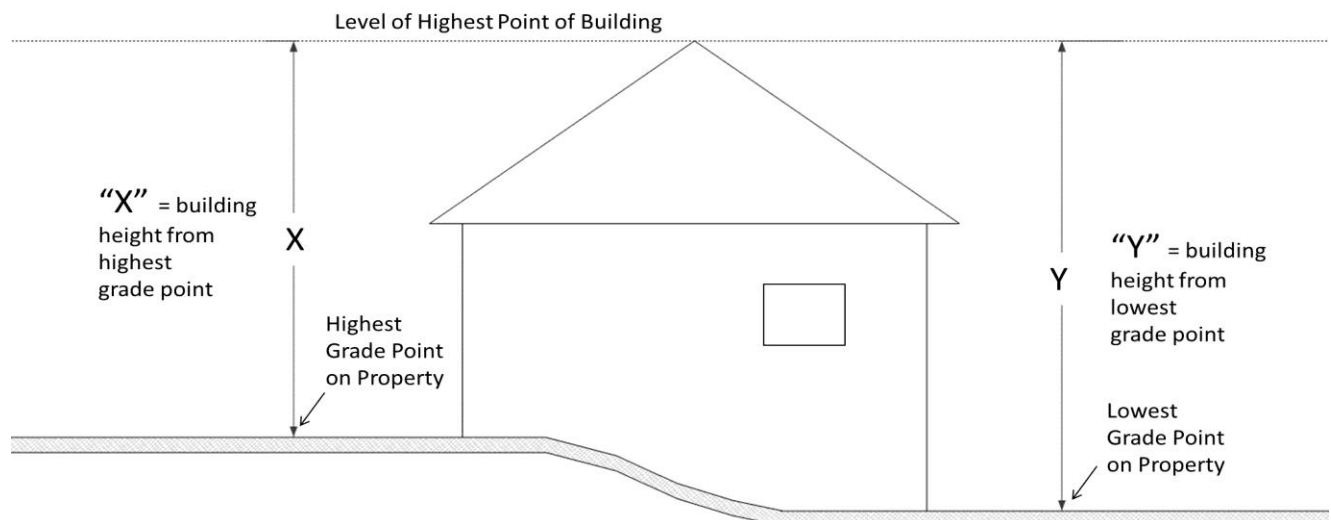 Level of Highest Point of Building
“X” = building
height from
highest
grade point
X
Highest
Grade Point
on Property
Y
“Y” = building
height from
lowest
grade point
Lowest
Grade Point
on Property